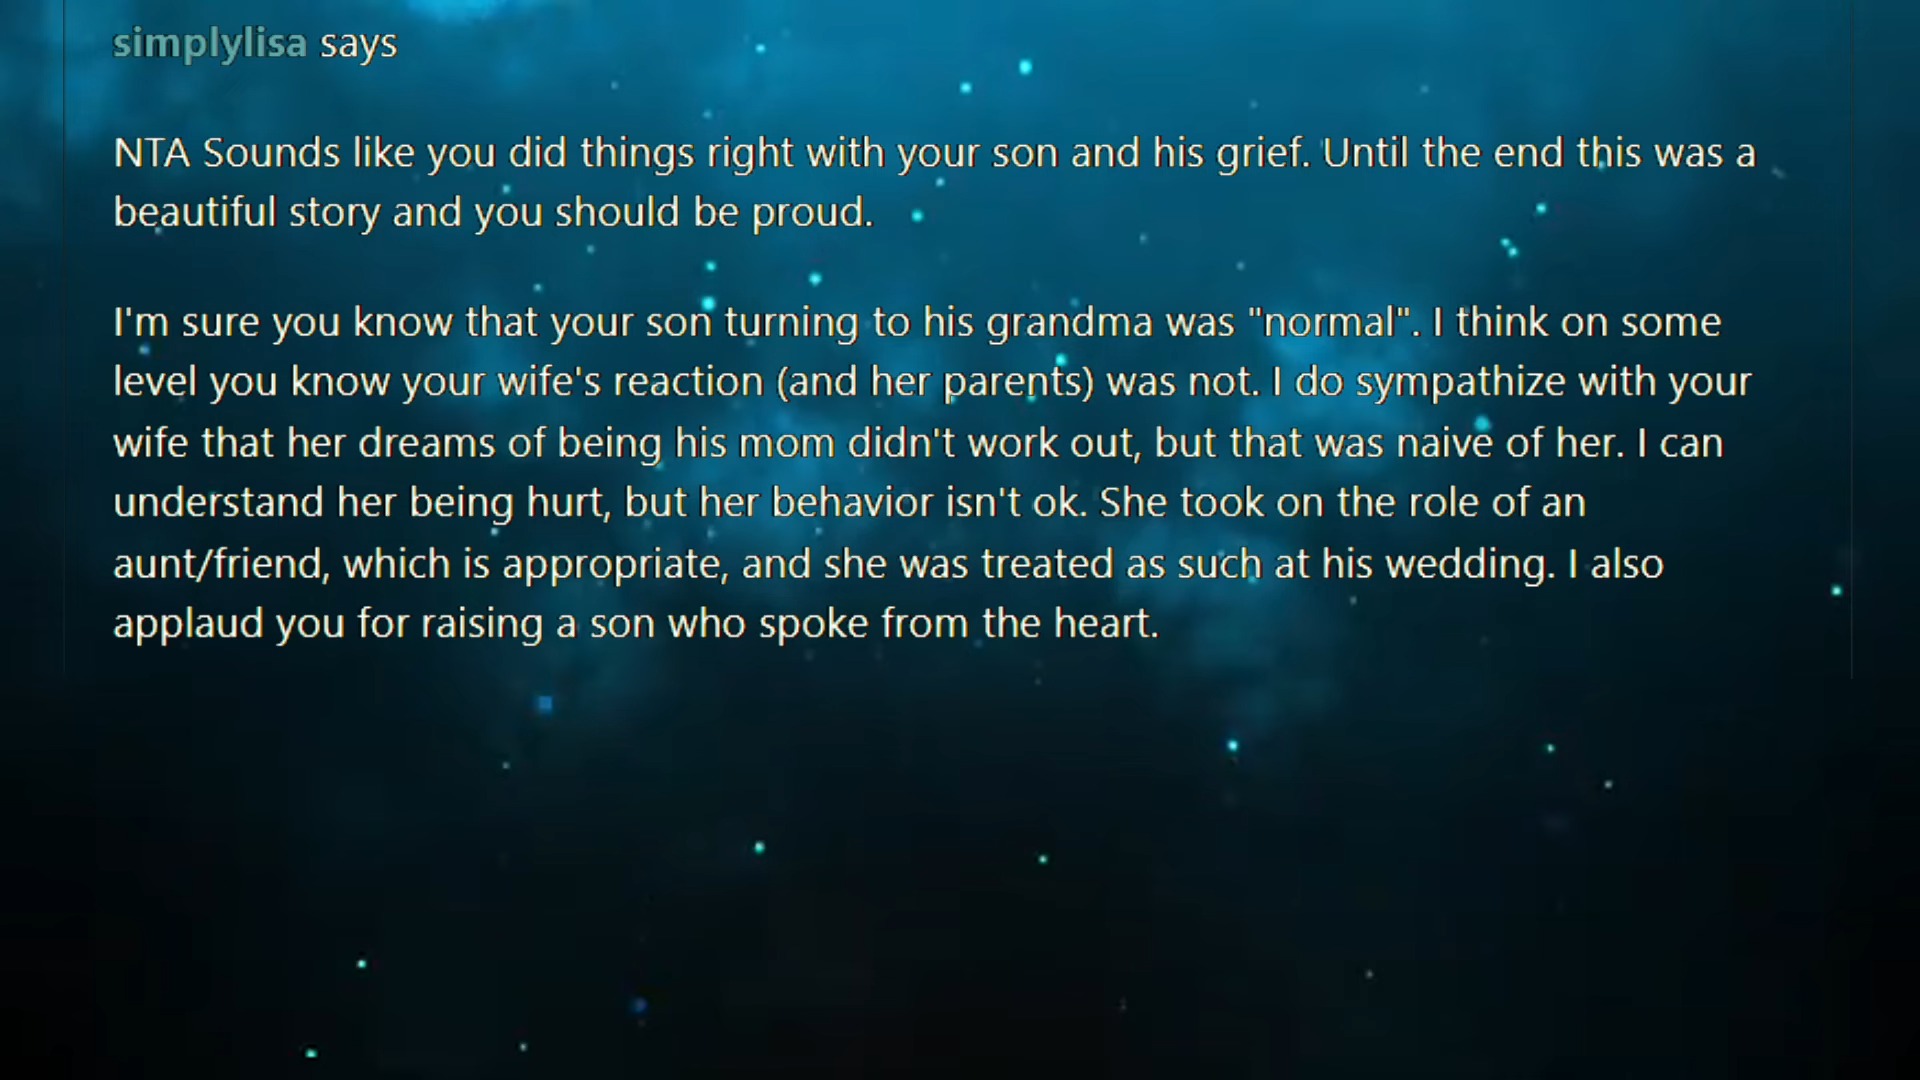 simplylisa says
NTA Sounds like you did things right with your son and his grief. Until the end this was a
beautiful story and you should be proud.
I'm sure you know that your son turning to his grandma was "normal". I think on some
level you know your wife's reaction (and her parents) was not. I do sympathize with your
wife that her dreams of being his mom didn't work out, but that was naive of her. I can
understand her being hurt, but her behavior isn't ok. She took on the role of an
aunt/friend, which is appropriate, and she was treated as such at his wedding. I also
applaud you for raising a son who spoke from the heart.